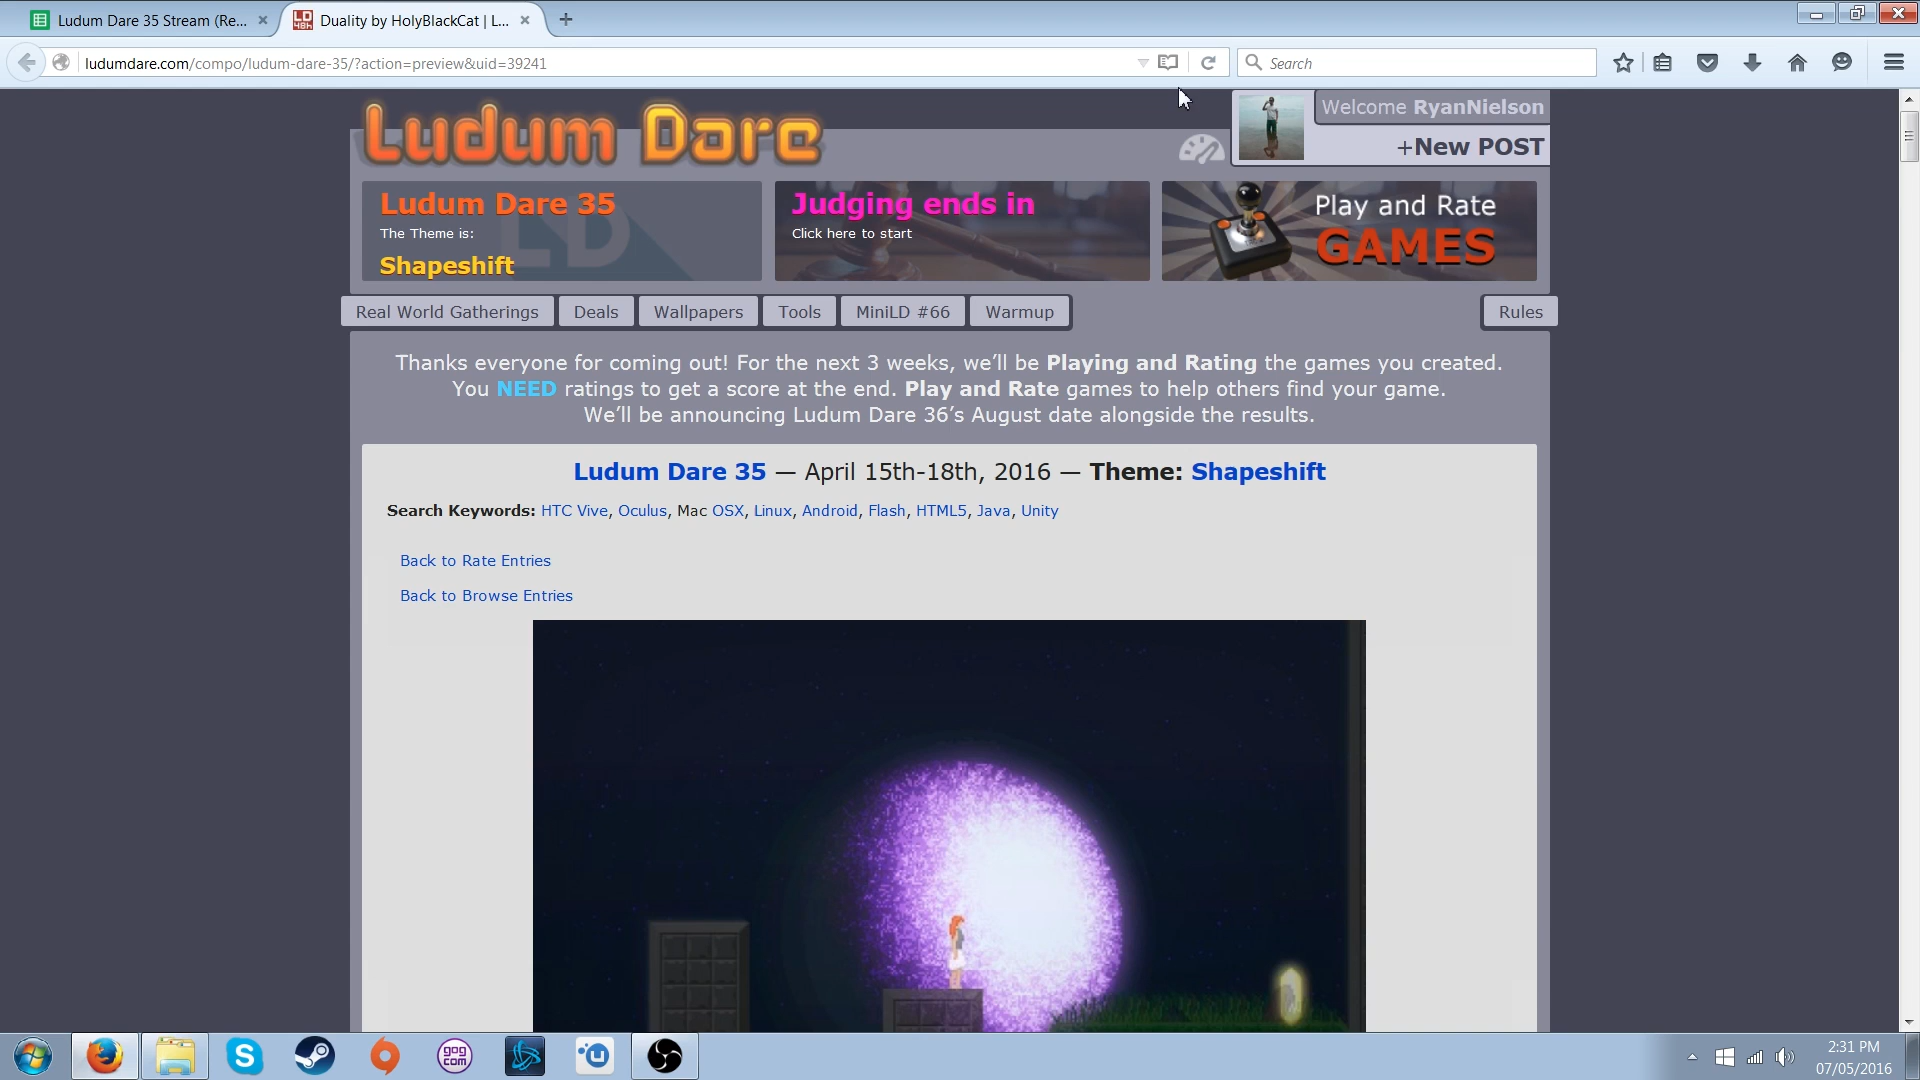 Ludum Dare 35 Stream (Re...
Duality by HolyBlackCat | L...
ludumdare.com/compo/ludum-dare-35/?action=preview&uid=39241
Search
Ludum Dare
Welcome RyanNielson
+New POST
Ludum Dare 35
The Theme is:
Shapeshift
Judging ends in
Click here to start
Play and Rate
GAMES
Real World Gatherings
Deals
Wallpapers
Tools
MiniLD #66
Warmup
Rules
Thanks everyone for coming out! For the next 3 weeks, we’ll be Playing and Rating the games you created.
You NEED ratings to get a score at the end. Play and Rate games to help others find your game.
We’ll be announcing Ludum Dare 36’s August date alongside the results.
Ludum Dare 35 — April 15th-18th, 2016 — Theme: Shapeshift
Search Keywords: HTC Vive, Oculus, Mac OSX, Linux, Android, Flash, HTML5, Java, Unity
Back to Rate Entries
Back to Browse Entries
2:31 PM
07/05/2016